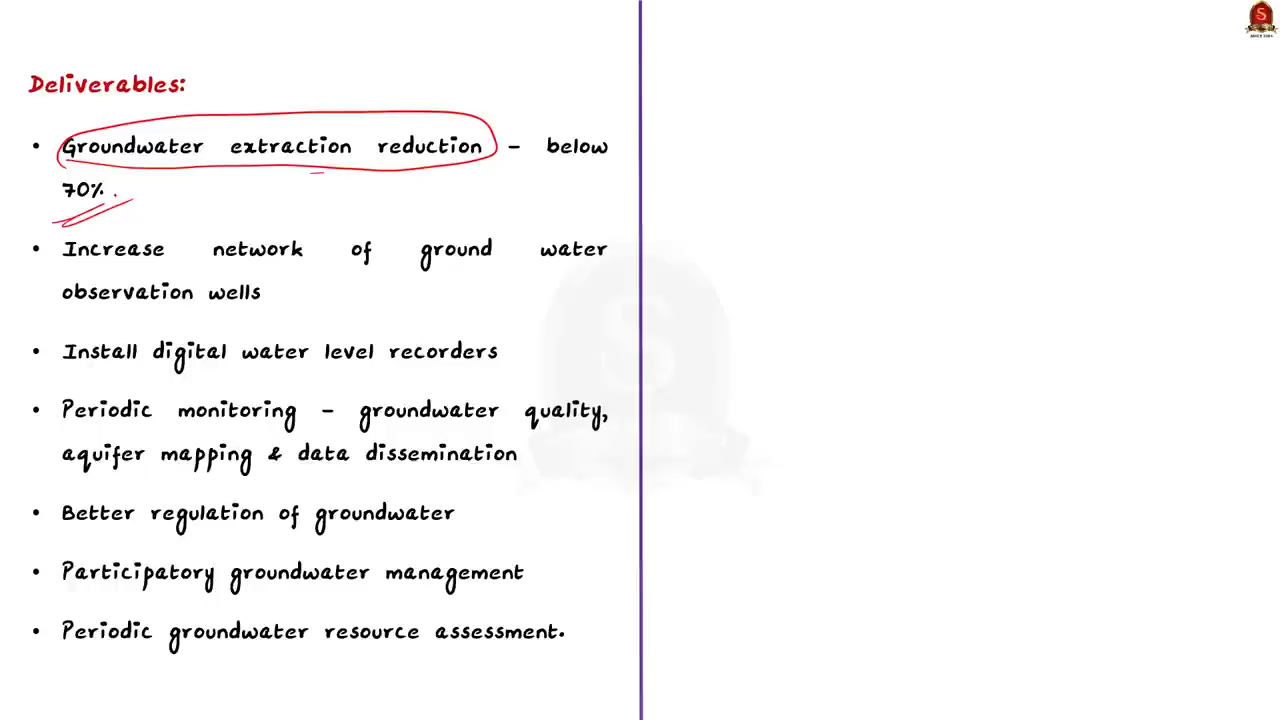 Deliverables:
• Groundwater extraction reduction – below
70%.
• Increase network of ground water
observation wells
• Install digital water level recorders
• Periodic monitoring – groundwater quality,
aquifer mapping & data dissemination
• Better regulation of groundwater
• Participatory groundwater management
• Periodic groundwater resource assessment.